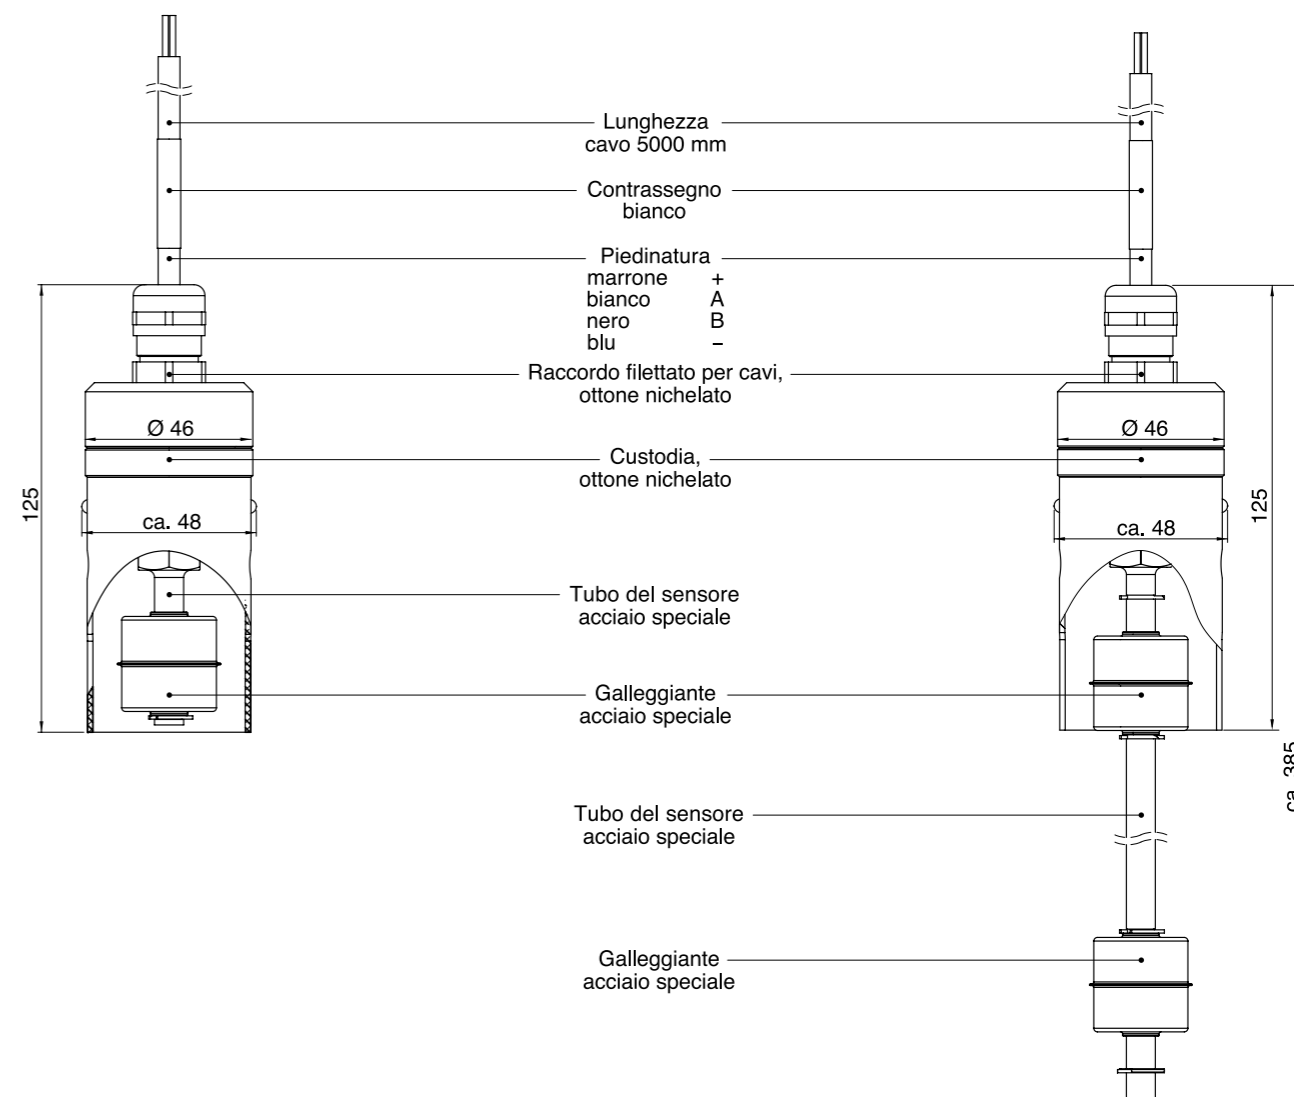 Lunghezza
cavo 5000 mm
Contrassegno
bianco
Piedinatura
marrone +
bianco A
nero B
blu –
Raccordo filettato per cavi,
ottone nichelato
Ø 46
Ø 46
Custodia,
ottone nichelato
125
125
ca. 48
ca. 48
Tubo del sensore
acciaio speciale
Galleggiante
acciaio speciale
ca. 385
Tubo del sensore
acciaio speciale
Galleggiante
acciaio speciale